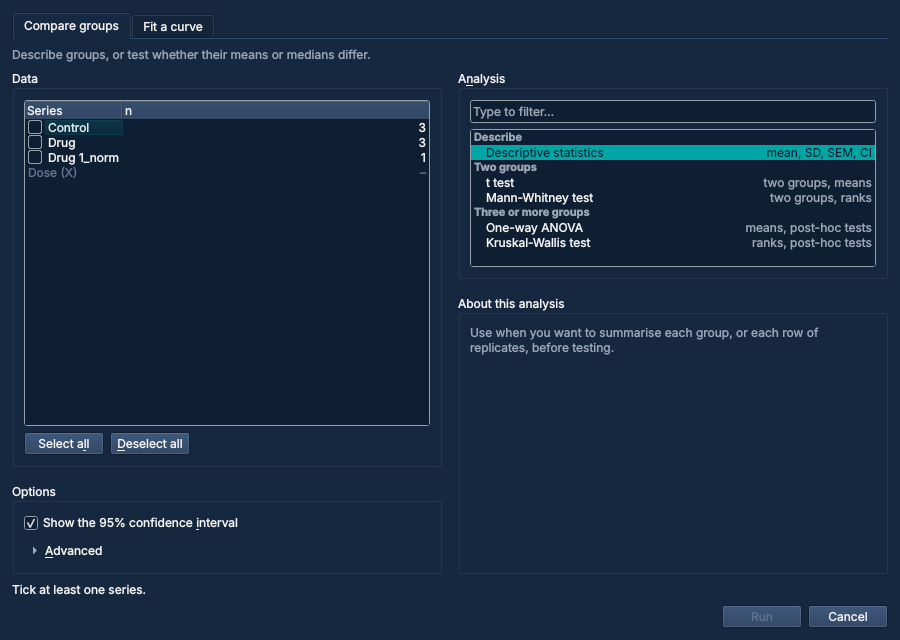 Compare groups
Fit a curve
Describe groups, or test whether their means or medians differ.
Data
Series n
Control 3
Drug 3
Drug 1_norm 1
Dose (X) –
Select all
Deselect all
Options
Show the 95% confidence interval
Advanced
Tick at least one series.
Analysis
Type to filter...
Describe
Descriptive statistics mean, SD, SEM, CI
Two groups
t test two groups, means
Mann-Whitney test two groups, ranks
Three or more groups
One-way ANOVA means, post-hoc tests
Kruskal-Wallis test ranks, post-hoc tests
About this analysis
Use when you want to summarise each group, or each row of
replicates, before testing.
Run
Cancel